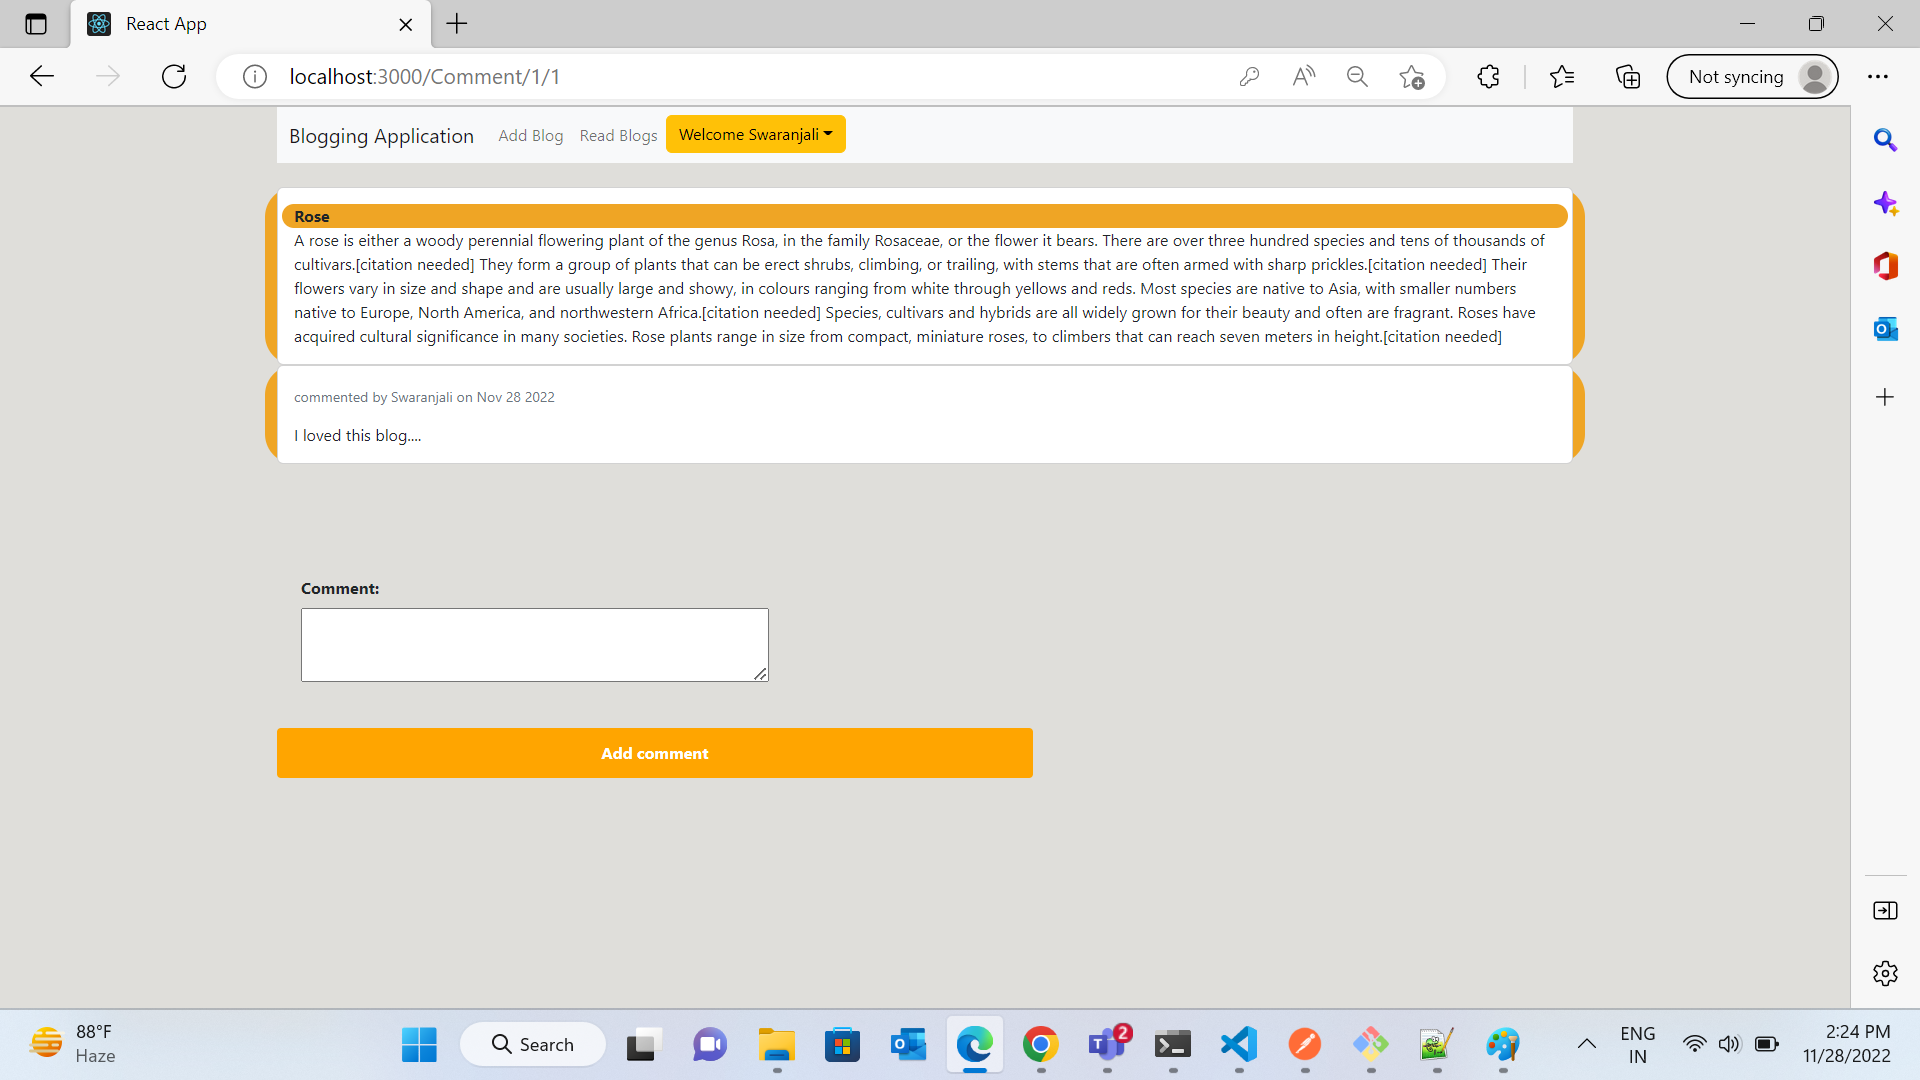 React App
localhost:3000/Comment/1/1
Not syncing
Blogging Application Add Blog Read Blogs Welcome Swaranjali
Rose
A rose is either a woody perennial flowering plant of the genus Rosa, in the family Rosaceae, or the flower it bears. There are over three hundred species and tens of thousands of
cultivars.[citation needed] They form a group of plants that can be erect shrubs, climbing, or trailing, with stems that are often armed with sharp prickles.[citation needed] Their
flowers vary in size and shape and are usually large and showy, in colours ranging from white through yellows and reds. Most species are native to Asia, with smaller numbers
native to Europe, North America, and northwestern Africa.[citation needed] Species, cultivars and hybrids are all widely grown for their beauty and often are fragrant. Roses have
acquired cultural significance in many societies. Rose plants range in size from compact, miniature roses, to climbers that can reach seven meters in height.[citation needed]
commented by Swaranjali on Nov 28 2022
I loved this blog....
Comment:
Add comment
88°F
Haze
Search
2
ENG
IN
2:24 PM
11/28/2022